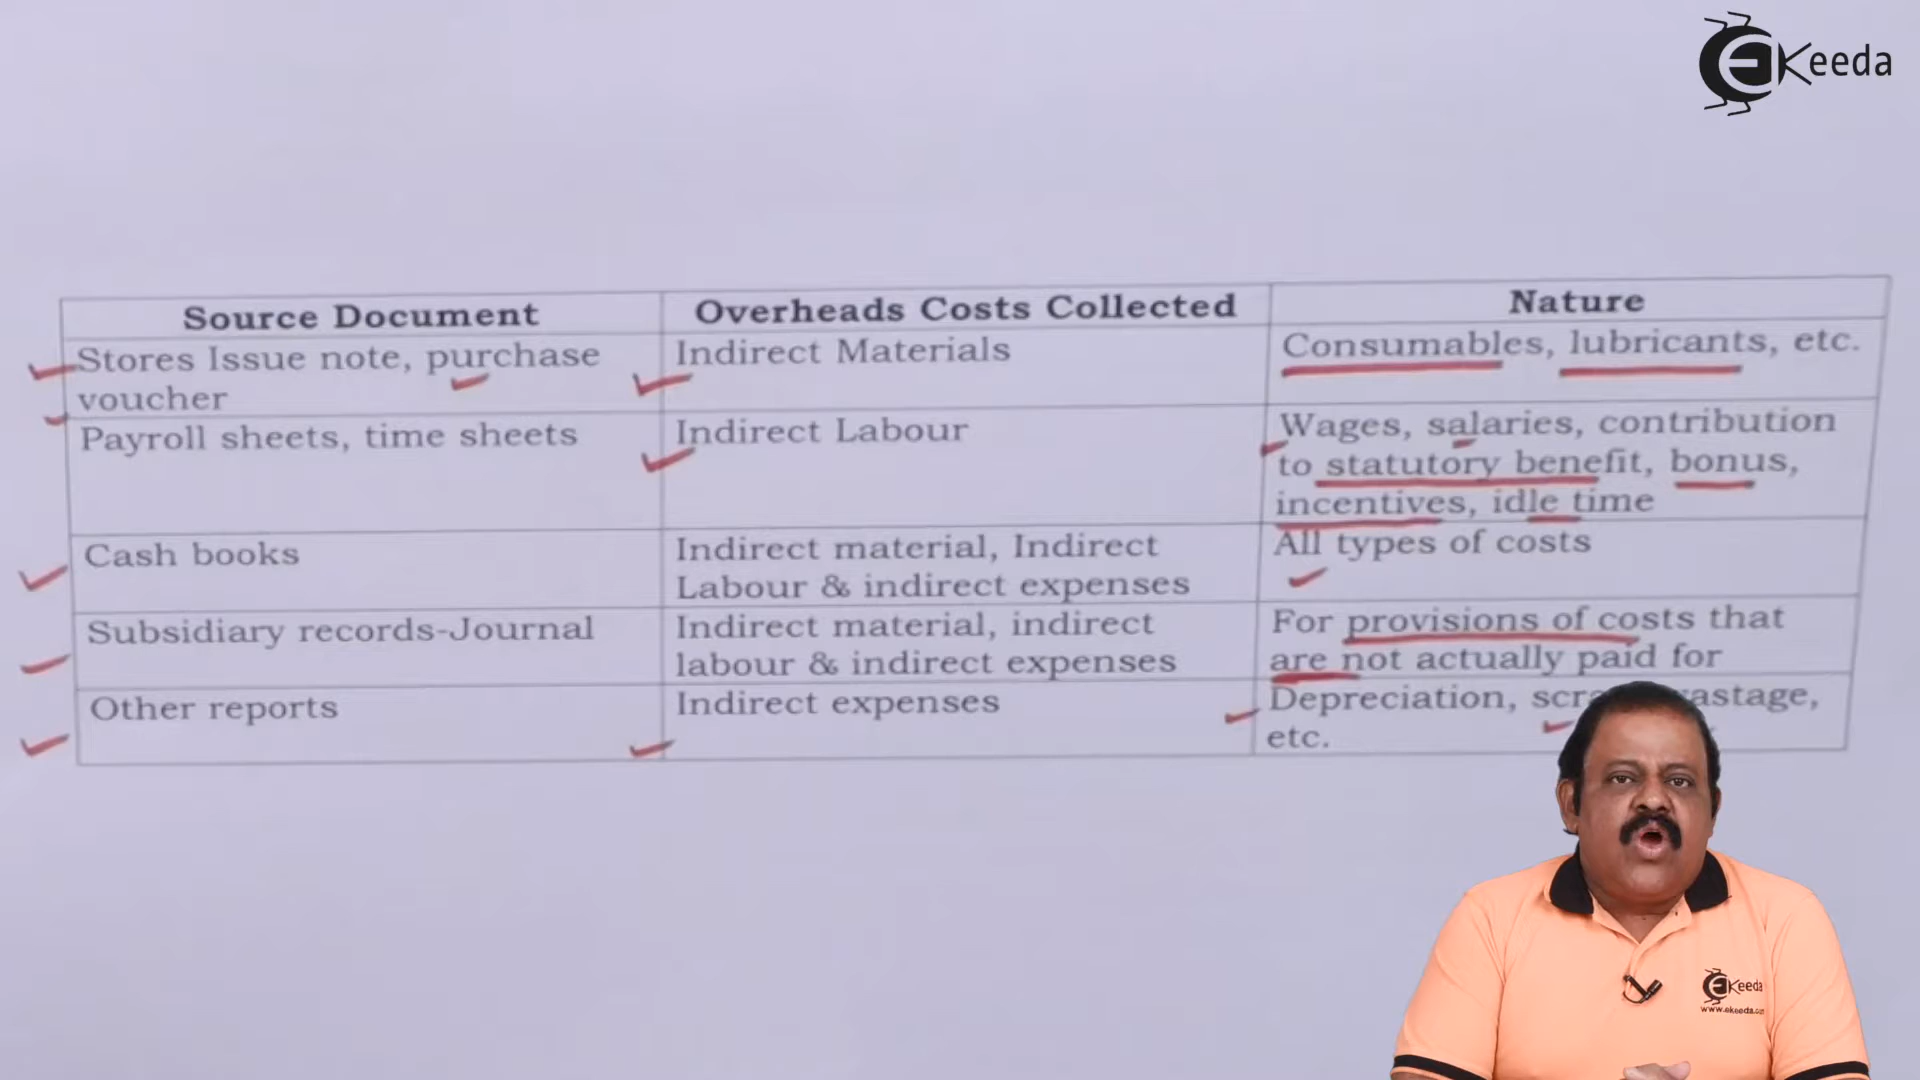 Keeda
Source Document
Overheads Costs Collected
Nature
Stores Issue note, purchase
voucher
Indirect Materials
Consumables, lubricants, etc.
Payroll sheets, time sheets
Indirect Labour
Wages, salaries, contribution
to statutory benefit, bonus,
incentives, idle time
Cash books
Indirect material, Indirect
Labour & indirect expenses
All types of costs
Subsidiary records-Journal
Indirect material, indirect
labour & indirect expenses
For provisions of costs that
are not actually paid for
Other reports
Indirect expenses
Depreciation,
etc.
Keeda